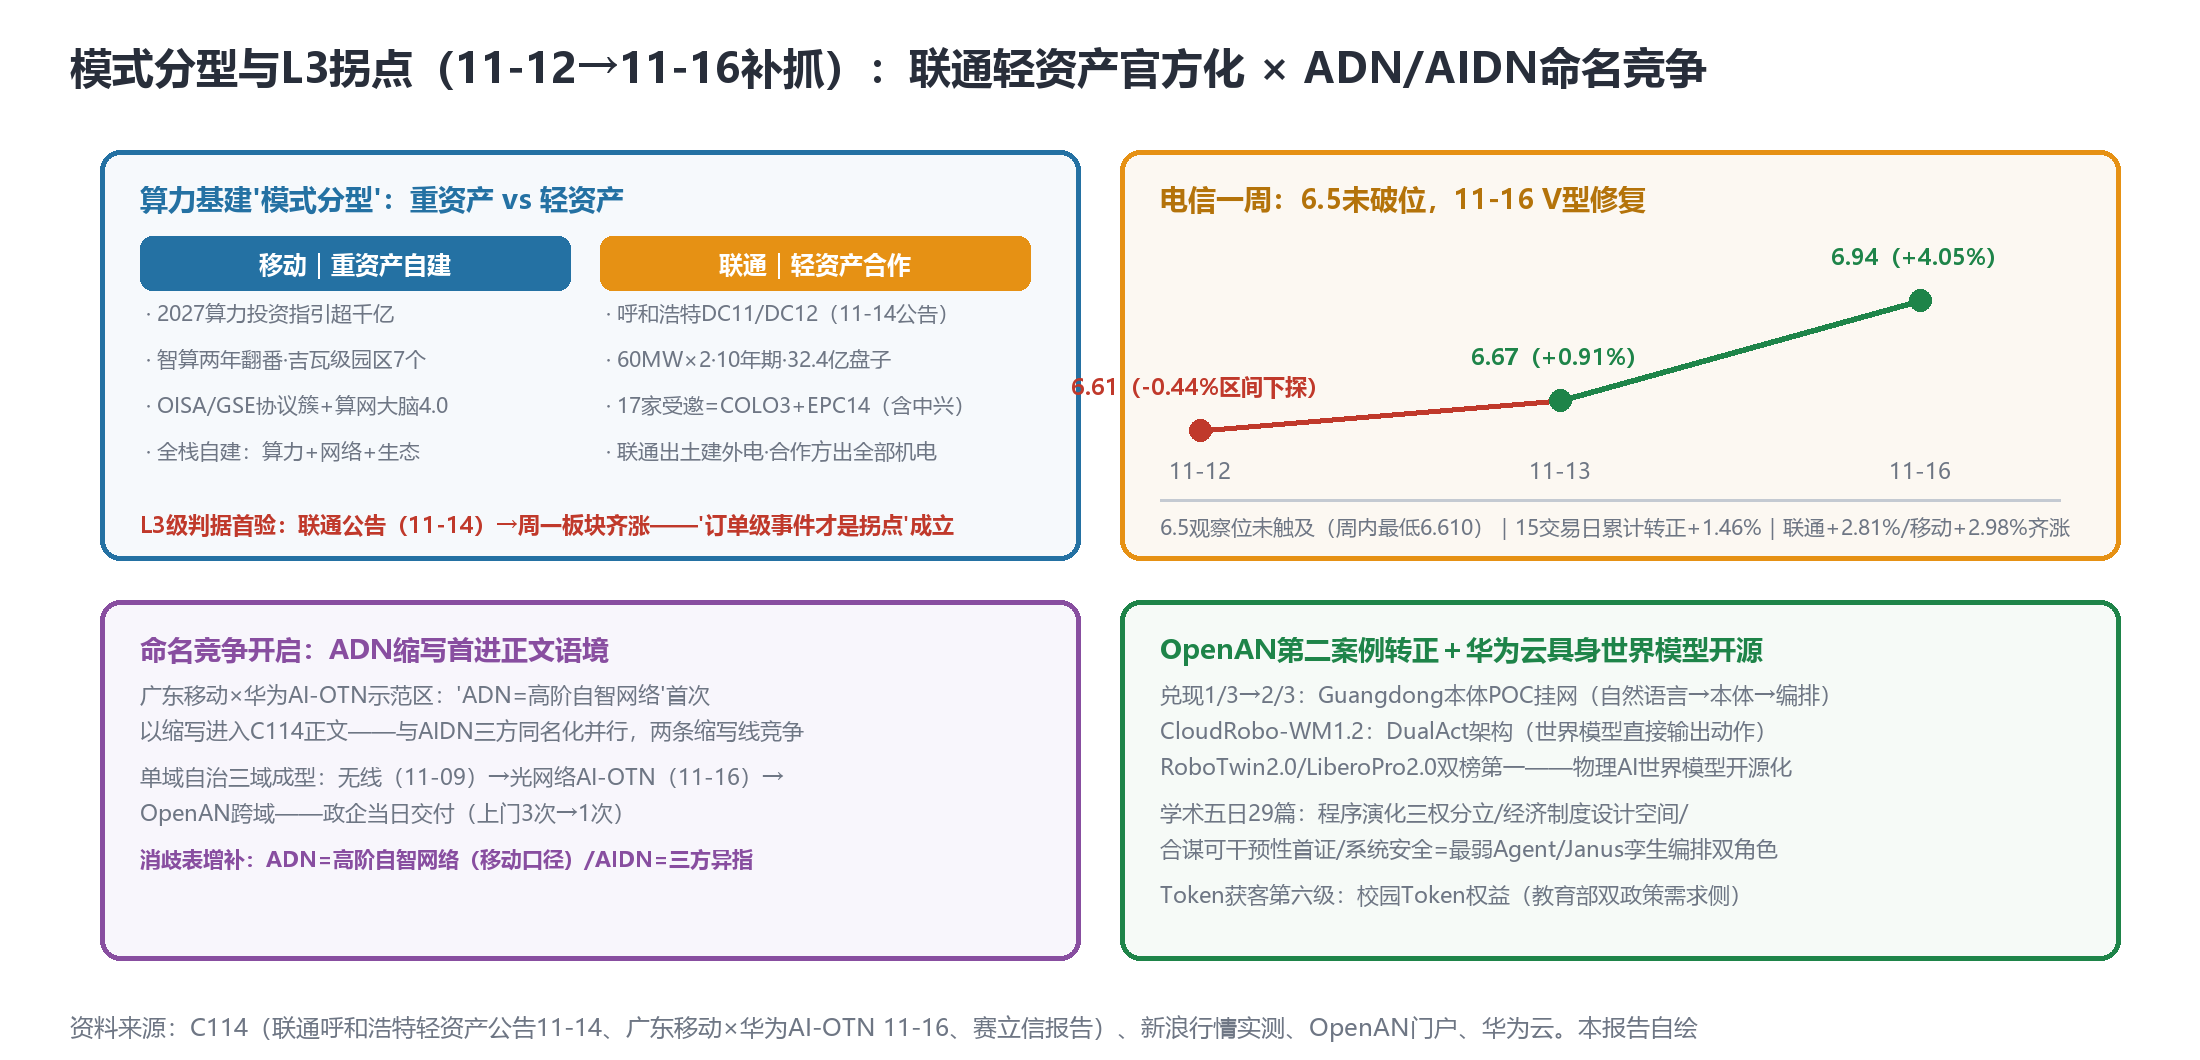 模式分型与L3拐点（11-12→11-16补抓）：联通轻资产官方化 × ADN/AIDN命名竞争
算力基建'模式分型'：重资产 vs 轻资产
移动｜重资产自建
· 2027算力投资指引超千亿
· 智算两年翻番·吉瓦级园区7个
· OISA/GSE协议簇+算网大脑4.0
· 全栈自建：算力+网络+生态
联通｜轻资产合作
· 呼和浩特DC11/DC12（11-14公告）
· 60MW×2·10年期·32.4亿盘子
· 17家受邀=COLO3+EPC14（含中兴）
· 联通出土建外电·合作方出全部机电
L3级判据首验：联通公告（11-14）→周一板块齐涨——'订单级事件才是拐点'成立
电信一周：6.5未破位，11-16 V型修复
6.94（+4.05%）
6.67（+0.91%）
6.61（-0.44%区间下探）
11-12
11-13
11-16
6.5观察位未触及（周内最低6.610）｜15交易日累计转正+1.46%｜联通+2.81%/移动+2.98%齐涨
命名竞争开启：ADN缩写首进正文语境
广东移动×华为AI-OTN示范区：'ADN=高阶自智网络'首次
以缩写进入C114正文——与AIDN三方同名化并行，两条缩写线竞争
单域自治三域成型：无线（11-09）→光网络AI-OTN（11-16）→
OpenAN跨域——政企当日交付（上门3次→1次）
消歧表增补：ADN=高阶自智网络（移动口径）/AIDN=三方异指
OpenAN第二案例转正＋华为云具身世界模型开源
兑现1/3→2/3：Guangdong本体POC挂网（自然语言→本体→编排）
CloudRobo-WM1.2：DualAct架构（世界模型直接输出动作）
RoboTwin2.0/LiberoPro2.0双榜第一——物理AI世界模型开源化
学术五日29篇：程序演化三权分立/经济制度设计空间/
合谋可干预性首证/系统安全=最弱Agent/Janus孪生编排双角色
Token获客第六级：校园Token权益（教育部双政策需求侧）
资料来源：C114（联通呼和浩特轻资产公告11-14、广东移动×华为AI-OTN 11-16、赛立信报告）、新浪行情实测、OpenAN门户、华为云。本报告自绘